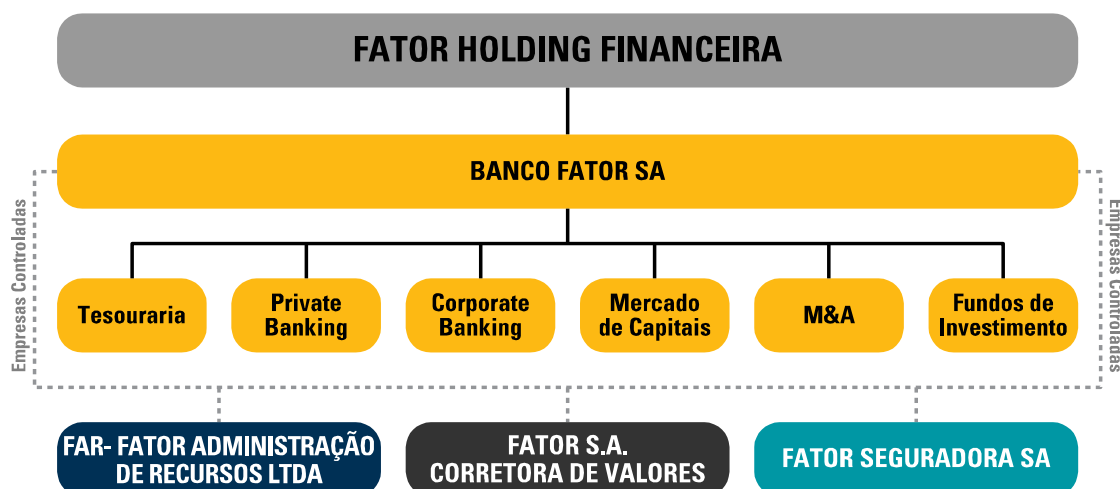 FATOR HOLDING FINANCEIRA
BANCO FATOR SA
Empresas Controladas
Empresas Controladas
Tesouraria
Private
Banking
Corporate
Banking
Mercado
de Capitais
M&A
Fundos de
Investimento
FAR- FATOR ADMINISTRAÇÃO
DE RECURSOS LTDA
FATOR S.A.
CORRETORA DE VALORES
FATOR SEGURADORA SA